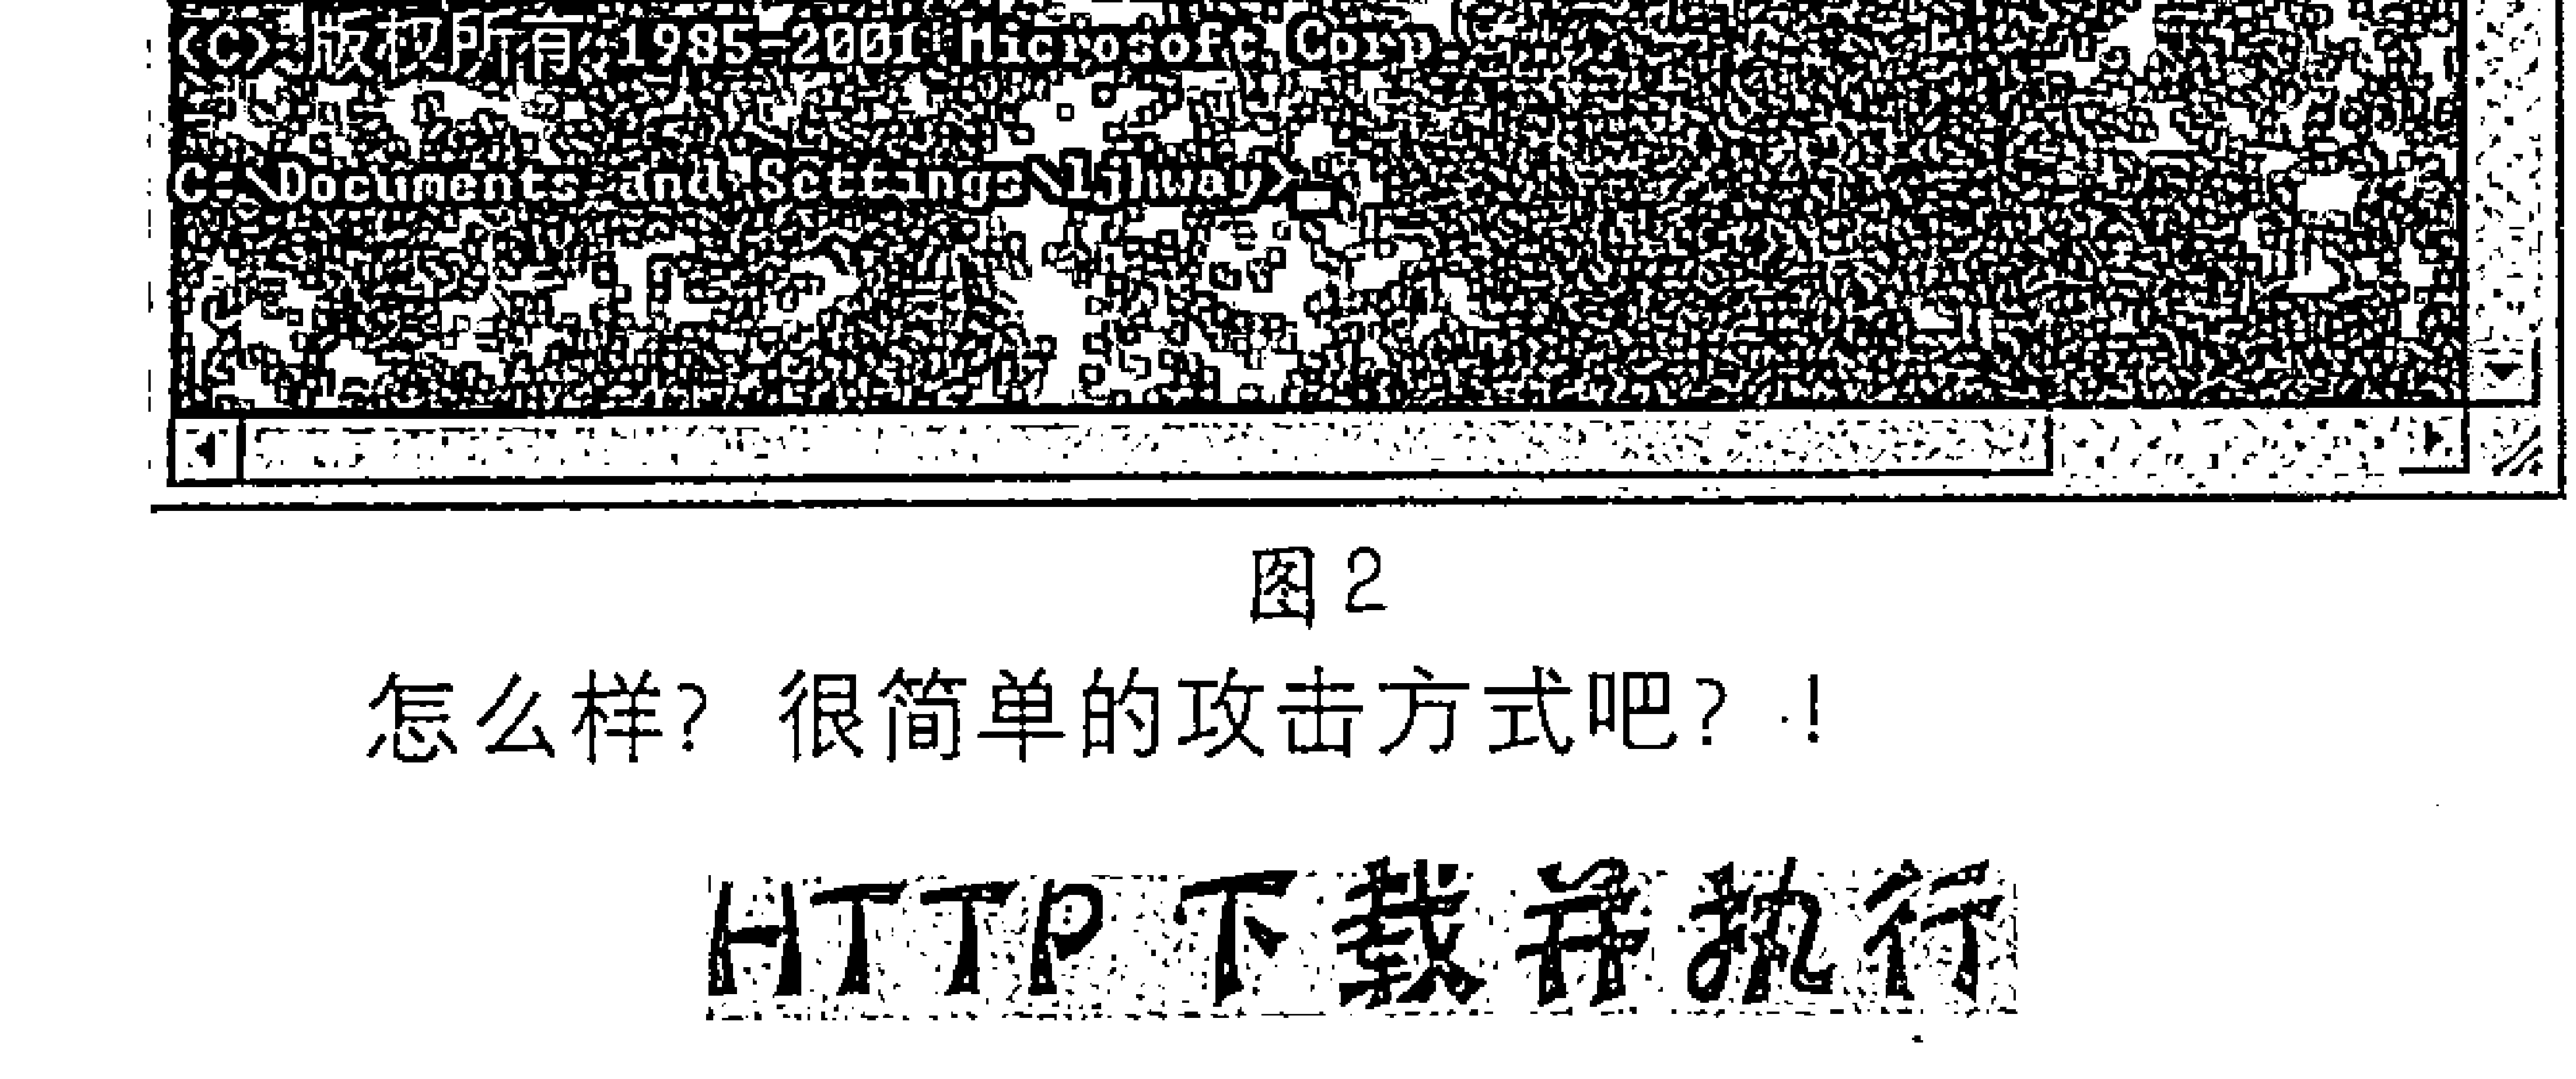 (C) 版权所有 1985-2001 Microsoft Corp.
C:\Documents and Settings\ljhway>
图2
怎么样? 很简单的攻击方式吧? !
HTTP下载并执行